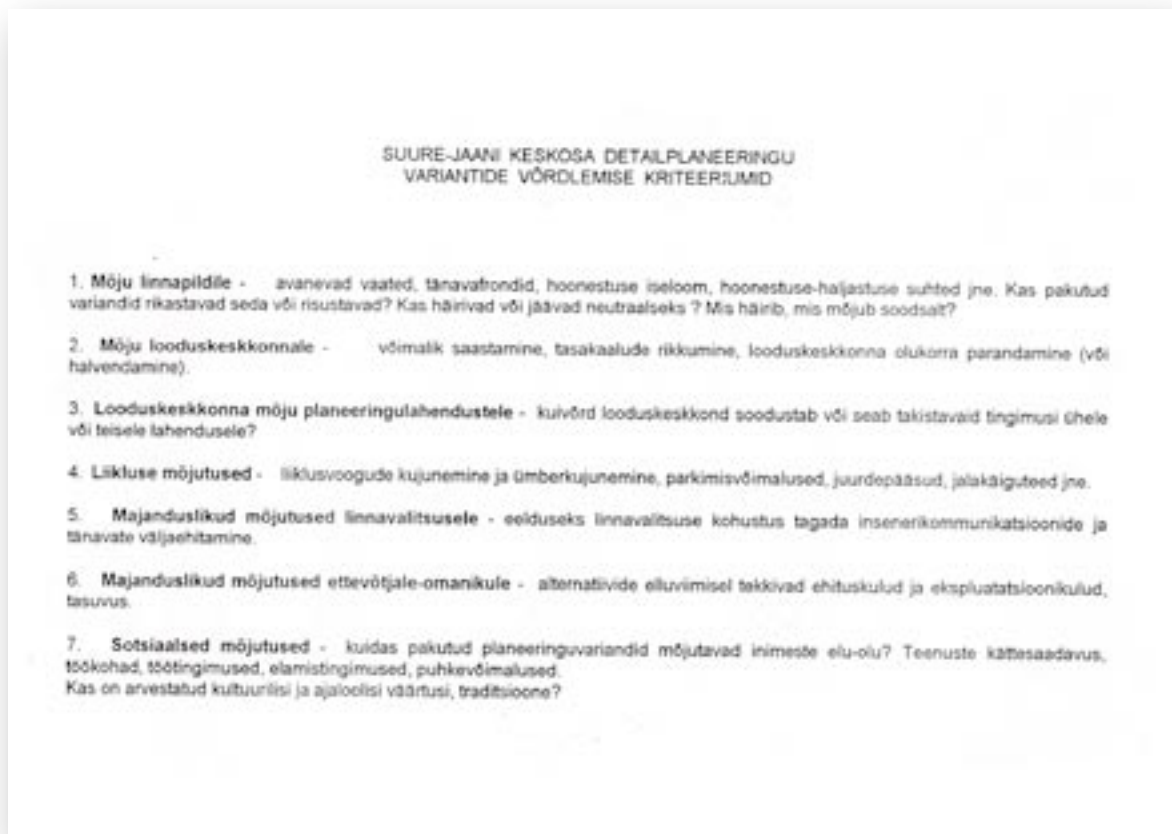 SUURE-JAANI KESKOSA DETAILPLANEERINGU
VARIANTIDE VÕRDLEMISE KRITEERIUMID
1. Mõju linnapildile - avanevad vaated, tänavafrondid, hoonestuse iseloom, hoonestuse-haljastuse suhted jne. Kas pakutud
variandid rikastavad seda või risustavad? Kas häirivad või jäävad neutraalseks ? Mis häirib, mis mõjub soodsalt?
2. Mõju looduskeskkonnale - võimalik saastamine, tasakaalude rikkumine, looduskeskkonna olukorra parandamine (või
halvendamine).
3. Looduskeskkonna mõju planeeringulahendustele - kuivõrd looduskeskkond soodustab või seab takistavaid tingimusi ühele
või teisele lahendusele?
4. Liikluse mõjutused - liiklusvoogude kujunemine ja ümberkujunemine, parkimisvõimalused, juurdepääsud, jalakäiguteed jne.
5. Majanduslikud mõjutused linnavalitsusele - eelduseks linnavalitsuse kohustus tagada insenerikommunikatsioonide ja
tänavate väljaehitamine.
6. Majanduslikud mõjutused ettevõtjale-omanikule - alternatiivide elluviimisel tekkivad ehituskulud ja ekspluatatsioonikulud,
tasuvus.
7. Sotsiaalsed mõjutused - kuidas pakutud planeeringuvariandid mõjutavad inimeste elu-olu? Teenuste kättesaadavus,
töökohad, töötingimused, elamistingimused, puhkevõimalused.
Kas on arvestatud kultuurilisi ja ajaloolisi väärtusi, traditsioone?